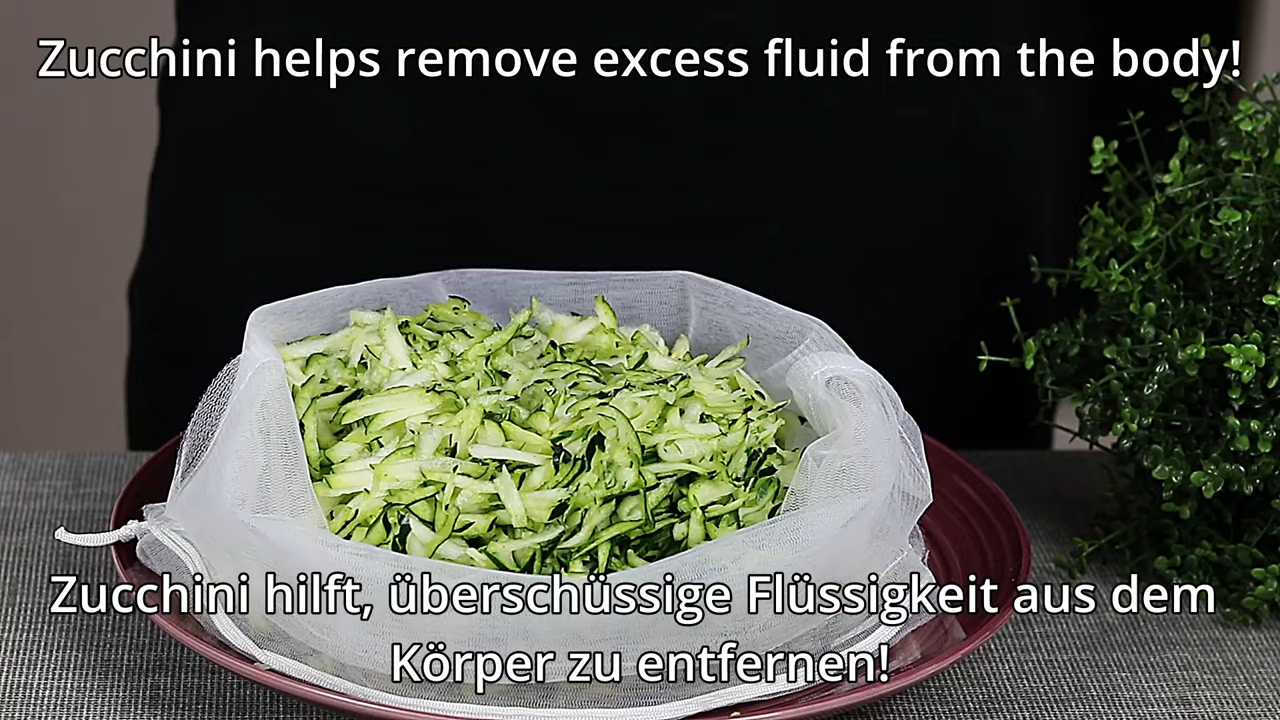 Zucchini helps remove excess fluid from the body!
Zucchini hilft, überschüssige Flüssigkeit aus dem
Körper zu entfernen!